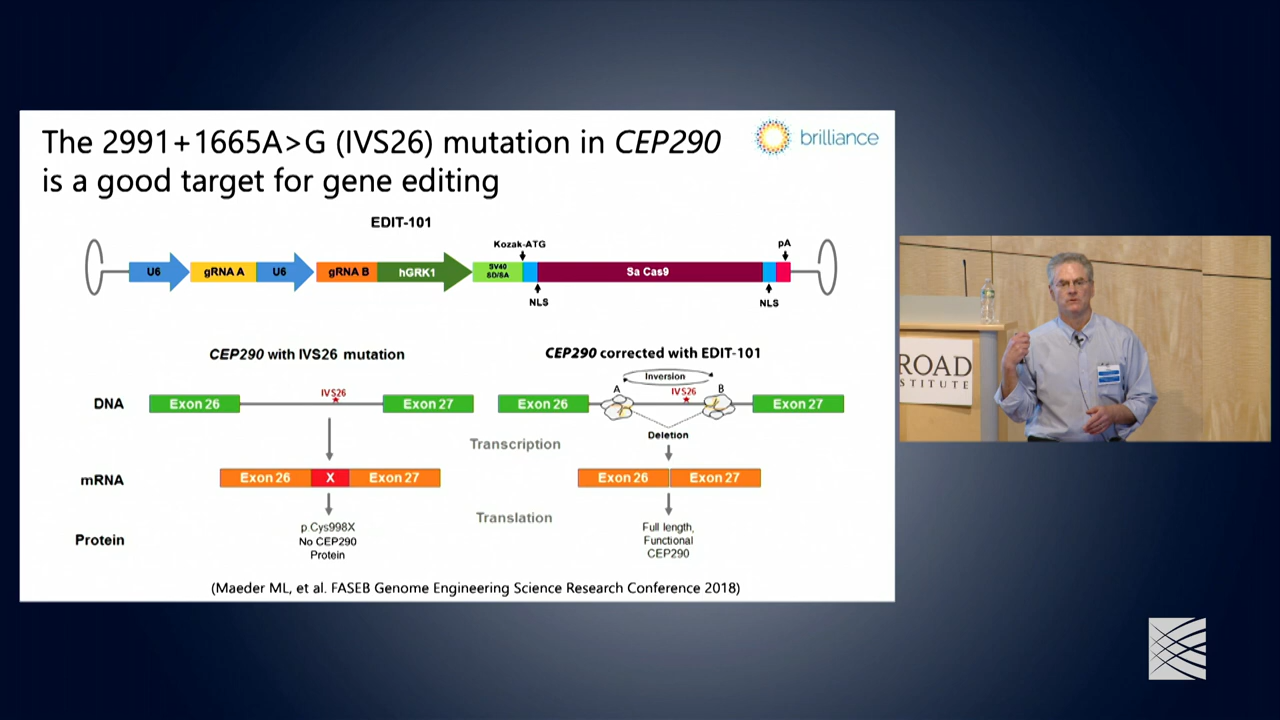 The 2991+1665A>G (IVS26) mutation in CEP290
is a good target for gene editing
brilliance
EDIT-101
Kozak-ATG
pA
U6
gRNA A
U6
gRNA B
hGRK1
SV40
SD/SA
Sa Cas9
NLS
NLS
CEP290 with IVS26 mutation
CEP290 corrected with EDIT-101
DNA
Exon 26
IVS26
Exon 27
Exon 26
A
Inversion
IVS26
B
Exon 27
Deletion
Transcription
mRNA
Exon 26
X
Exon 27
Exon 26
Exon 27
Translation
Protein
p.Cys998X
No CEP290
Protein
Full length,
Functional
CEP290
(Maeder ML, et al. FASEB Genome Engineering Science Research Conference 2018)
ROAD
STITUTE